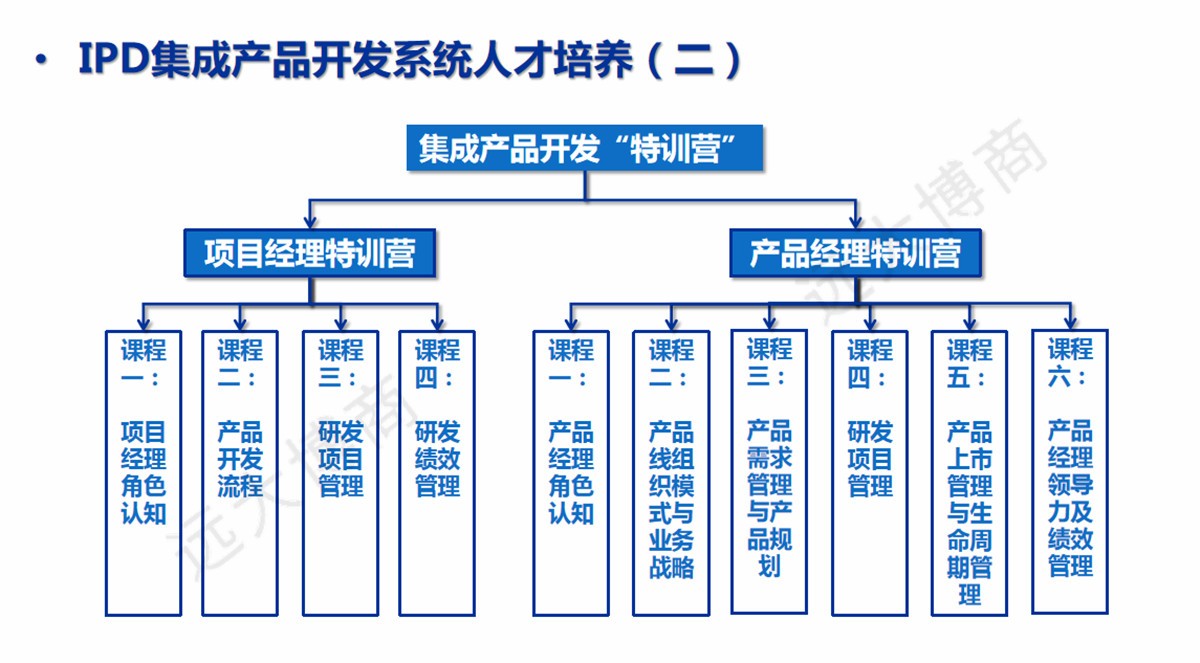 • IPD集成产品开发系统人才培养（二）
集成产品开发“特训营”
项目经理特训营
产品经理特训营
课程
一：
项目
经理
角色
认知
课程
二：
产品
开发
流程
课程
三：
研发
项目
管理
课程
四：
研发
绩效
管理
课程
一：
产品
经理
角色
认知
课程
二：
产品
线组
织模
式与
业务
战略
课程
三：
产品
需求
管理
与产
品规
划
课程
四：
研发
项目
管理
课程
五：
产品
上市
管理
与生
命周
期管
理
课程
六：
产品
经理
领导
力及
绩效
管理
远大博商
远大博商